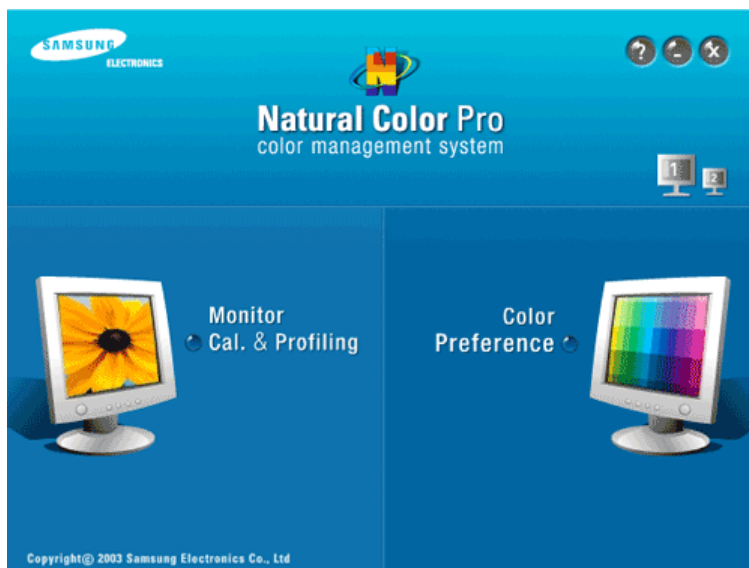 SAMSUNG
ELECTRONICS
? - x
N
Natural Color Pro
color management system
1 2
Monitor
Cal. & Profiling
Color
Preference
Copyright© 2003 Samsung Electronics Co., Ltd